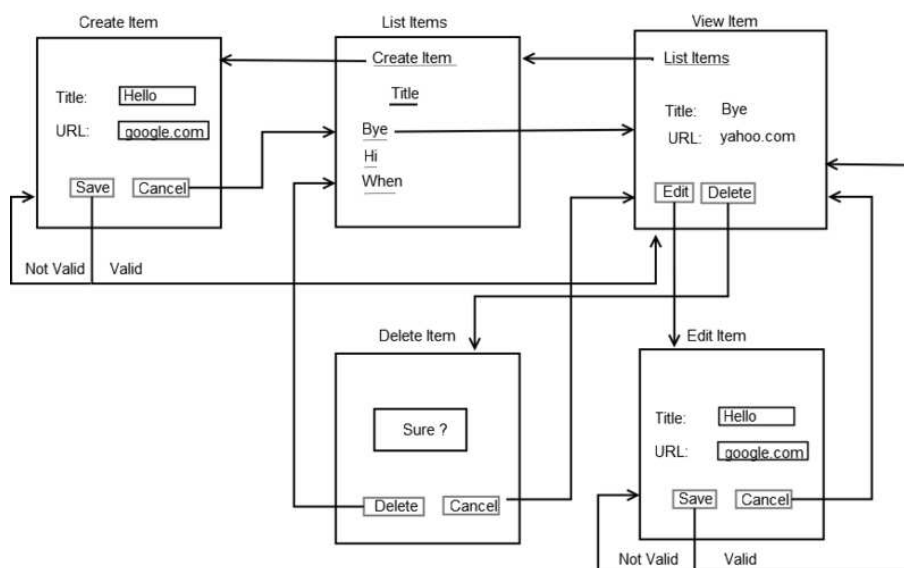 Create Item
Title: Hello
URL: google.com
Save Cancel
Not Valid Valid
List Items
Create Item
Title
Bye
Hi
When
View Item
List Items
Title: Bye
URL: yahoo.com
Edit Delete
Delete Item
Sure ?
Delete Cancel
Edit Item
Title: Hello
URL: google.com
Save Cancel
Not Valid Valid